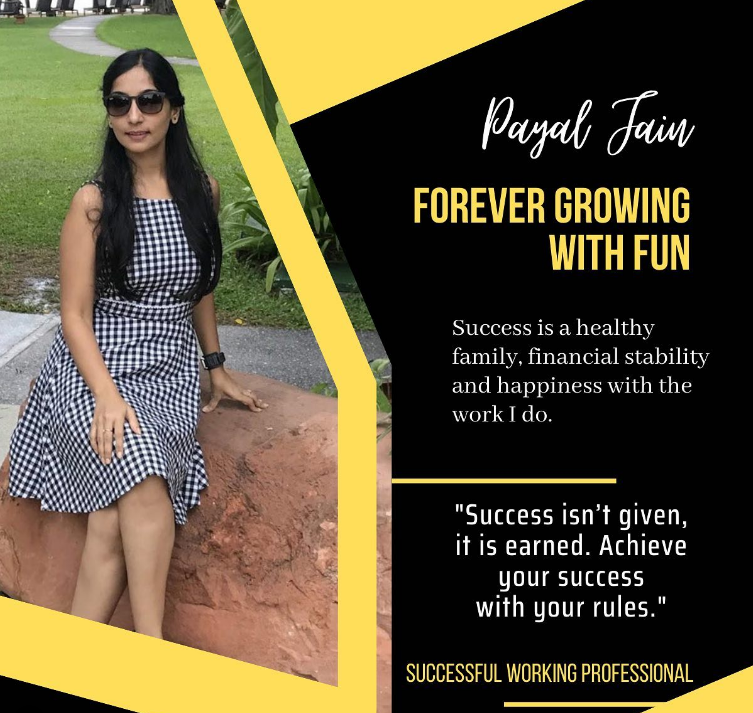 Payal Jain
FOREVER GROWING
WITH FUN
Success is a healthy
family, financial stability
and happiness with the
work I do.
"Success isn’t given,
it is earned. Achieve
your success
with your rules."
SUCCESSFUL WORKING PROFESSIONAL